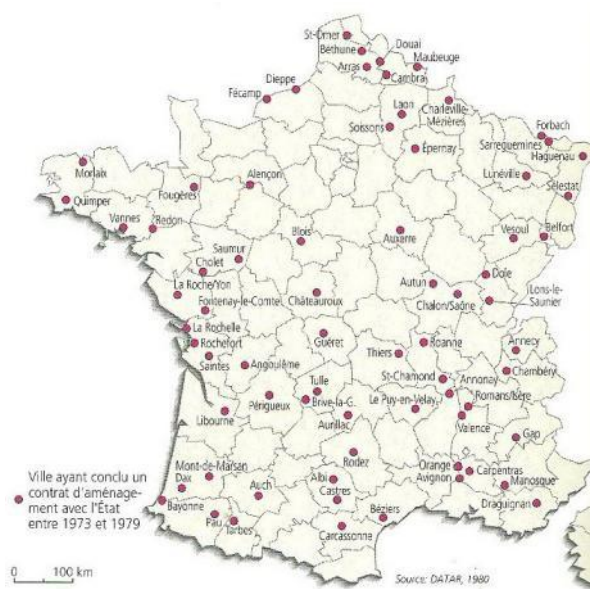 St-Omer
Béthune
Douai
Maubeuge
Arras
Cambrai
Dieppe
Fécamp
Laon
Charleville-
Mézières
Soissons
Forbach
Sarreguemines
Haguenau
Épernay
Lunéville
Sélestat
Morlaix
Alençon
Fougères
Quimper
Vannes
Redon
Blois
Auxerre
Vesoul
Belfort
Saumur
Cholet
Autun
Dole
La Roche/Yon
Châteauroux
Chalon/Saône
Lons-le-
Saunier
Fontenay-le-Comte
La Rochelle
Rochefort
Guéret
Roanne
Annecy
Thiers
Saintes
Angoulême
St-Chamond
Annonay
Chambéry
Tulle
Périgueux
Brive-la-G.
Le Puy-en-Velay
Romans/Isère
Libourne
Aurillac
Valence
Gap
Rodez
Mont-de-Marsan
Orange
Carpentras
Ville ayant conclu un
contrat d'aménage-
ment avec l'État
entre 1973 et 1979
Dax
Albi
Avignon
Manosque
Auch
Castres
Bayonne
Béziers
Draguignan
Pau
Tarbes
Carcassonne
0 100 km
Source: DATAR, 1980